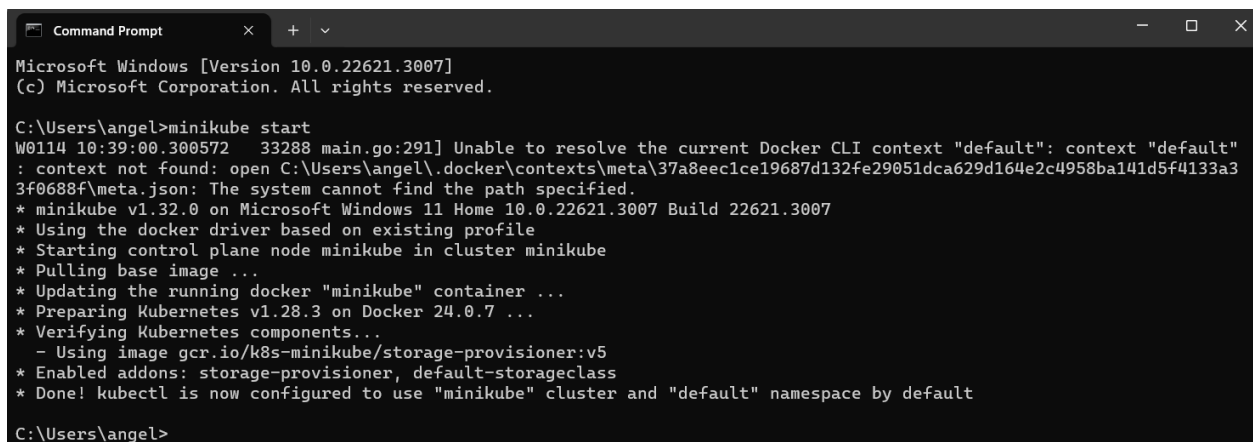 Command Prompt
Microsoft Windows [Version 10.0.22621.3007]
(c) Microsoft Corporation. All rights reserved.
C:\Users\angel>minikube start
W0114 10:39:00.300572   33288 main.go:291] Unable to resolve the current Docker CLI context "default": context "default"
: context not found: open C:\Users\angel\.docker\contexts\meta\37a8eec1ce19687d132fe29051dca629d164e2c4958ba141d5f4133a3
3f0688f\meta.json: The system cannot find the path specified.
* minikube v1.32.0 on Microsoft Windows 11 Home 10.0.22621.3007 Build 22621.3007
* Using the docker driver based on existing profile
* Starting control plane node minikube in cluster minikube
* Pulling base image ...
* Updating the running docker "minikube" container ...
* Preparing Kubernetes v1.28.3 on Docker 24.0.7 ...
* Verifying Kubernetes components...
  - Using image gcr.io/k8s-minikube/storage-provisioner:v5
* Enabled addons: storage-provisioner, default-storageclass
* Done! kubectl is now configured to use "minikube" cluster and "default" namespace by default
C:\Users\angel>